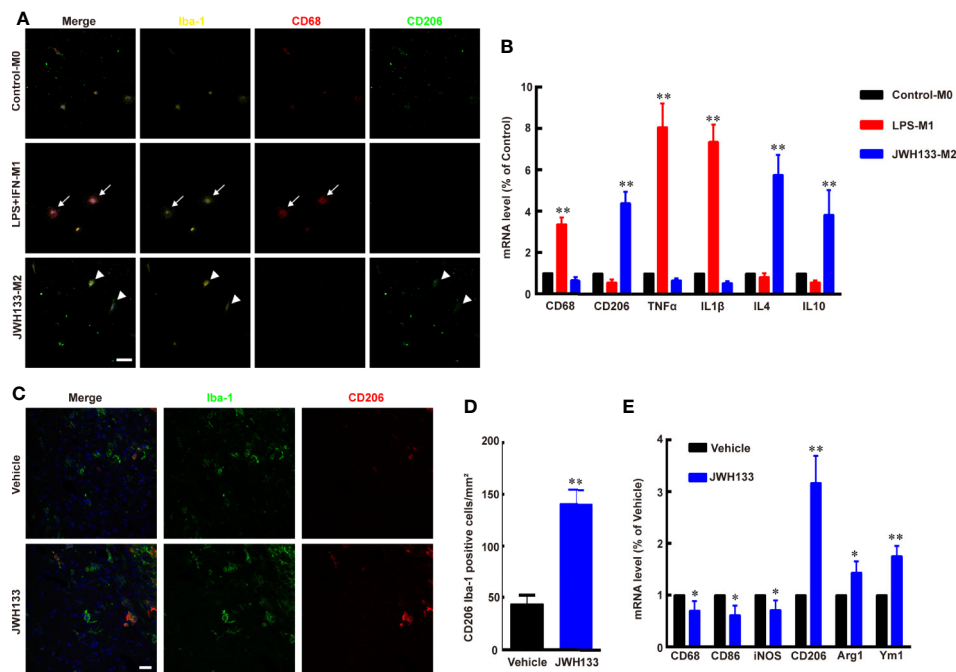 A
Merge Iba-1 CD68 CD206
Control-M0
LPS+IFN-M1
JWH133-M2
B
mRNA level (% of Control)
10
8
6
4
2
0
** ** ** ** ** **
CD68 CD206 TNFα IL1β IL4 IL10
Control-M0
LPS-M1
JWH133-M2
C
Merge Iba-1 CD206
Vehicle
JWH133
D
CD206 Iba-1 positive cells/mm²
200
150
100
50
0
**
Vehicle JWH133
E
mRNA level (% of Vehicle)
4
3
2
1
0
Vehicle
JWH133
* * * ** * **
CD68 CD86 iNOS CD206 Arg1 Ym1